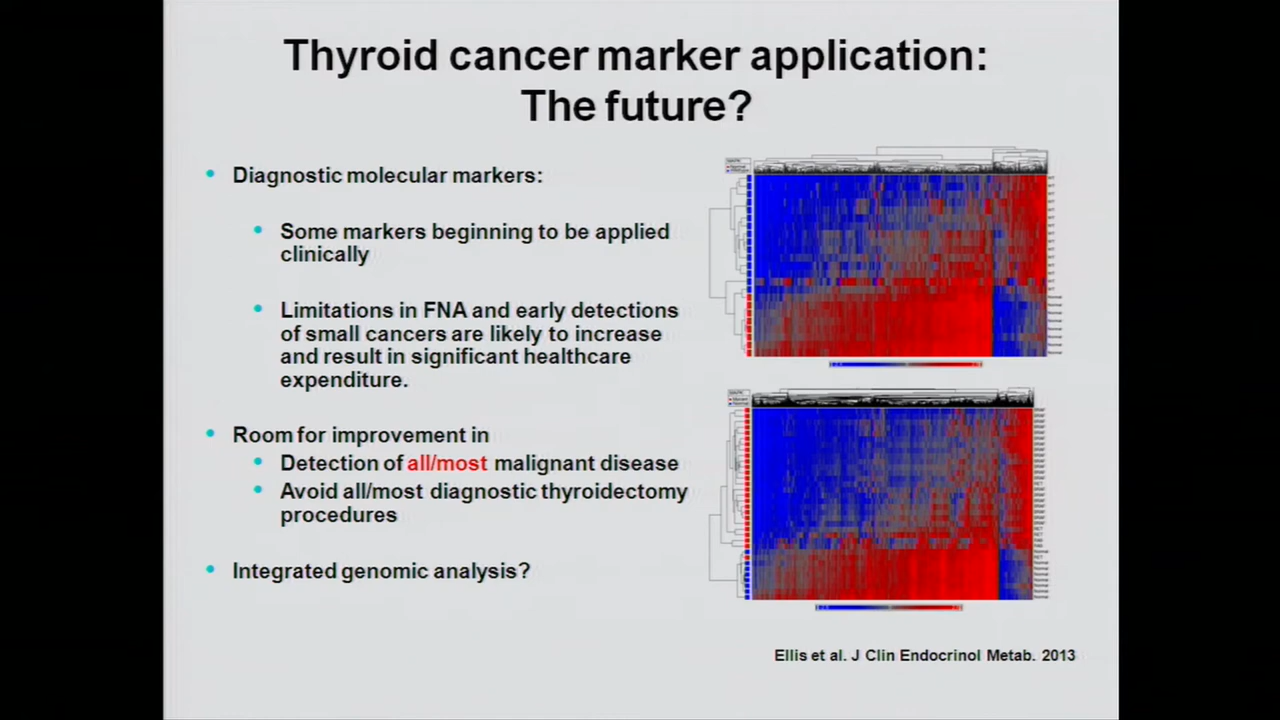 Thyroid cancer marker application:
The future?
Diagnostic molecular markers:
Some markers beginning to be applied
clinically
Limitations in FNA and early detections
of small cancers are likely to increase
and result in significant healthcare
expenditure.
Room for improvement in
Detection of all/most malignant disease
Avoid all/most diagnostic thyroidectomy
procedures
Integrated genomic analysis?
Ellis et al. J Clin Endocrinol Metab. 2013